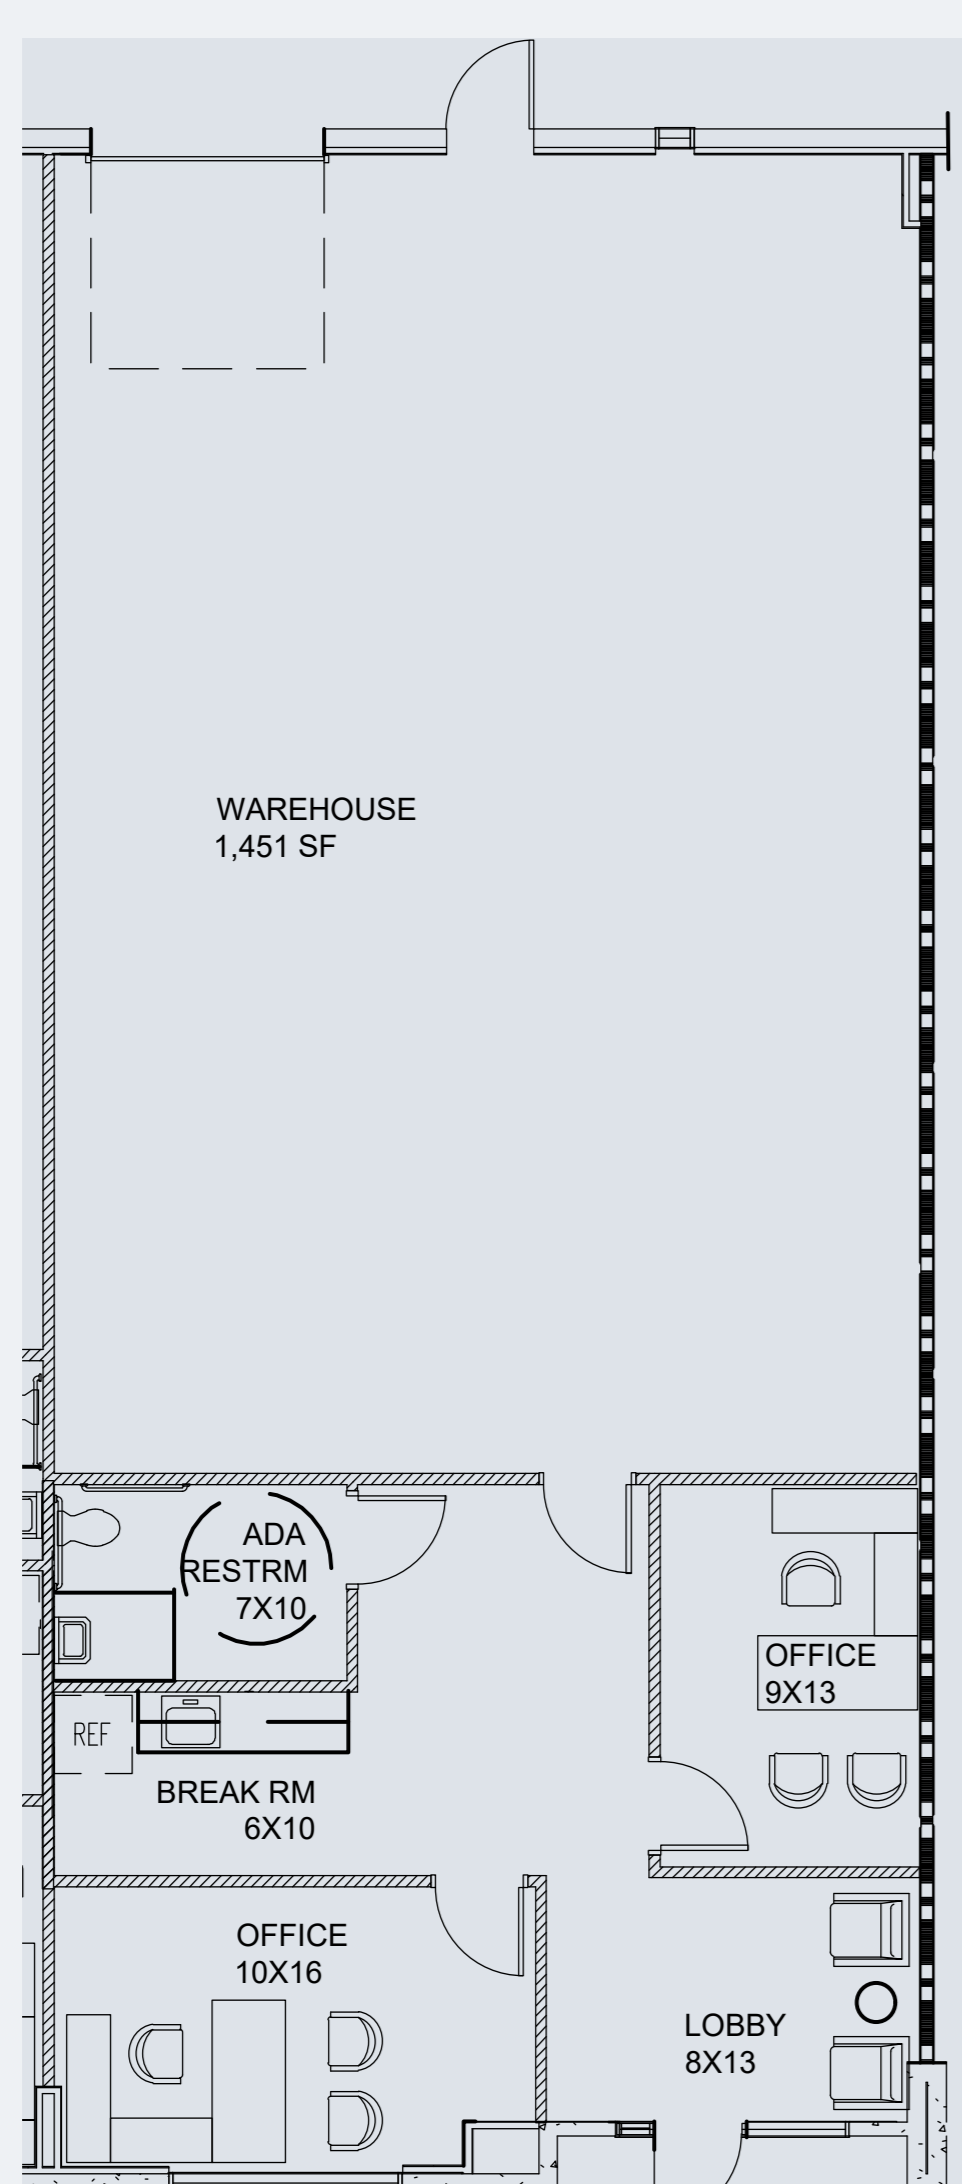 WAREHOUSE
1,451 SF
ADA
RESTRM
7X10
OFFICE
9X13
REF
BREAK RM
6X10
OFFICE
10X16
LOBBY
8X13